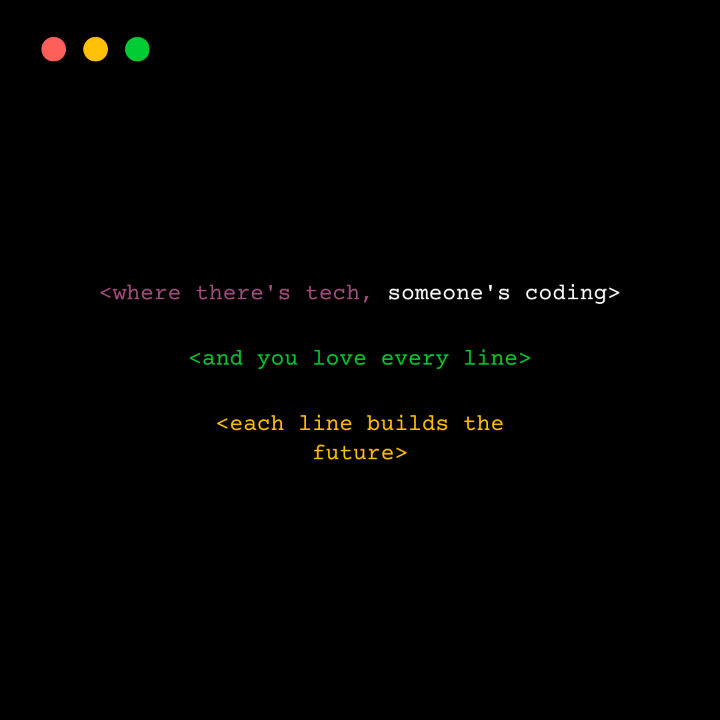 <where there's tech, someone's coding>
<and you love every line>
<each line builds the
future>